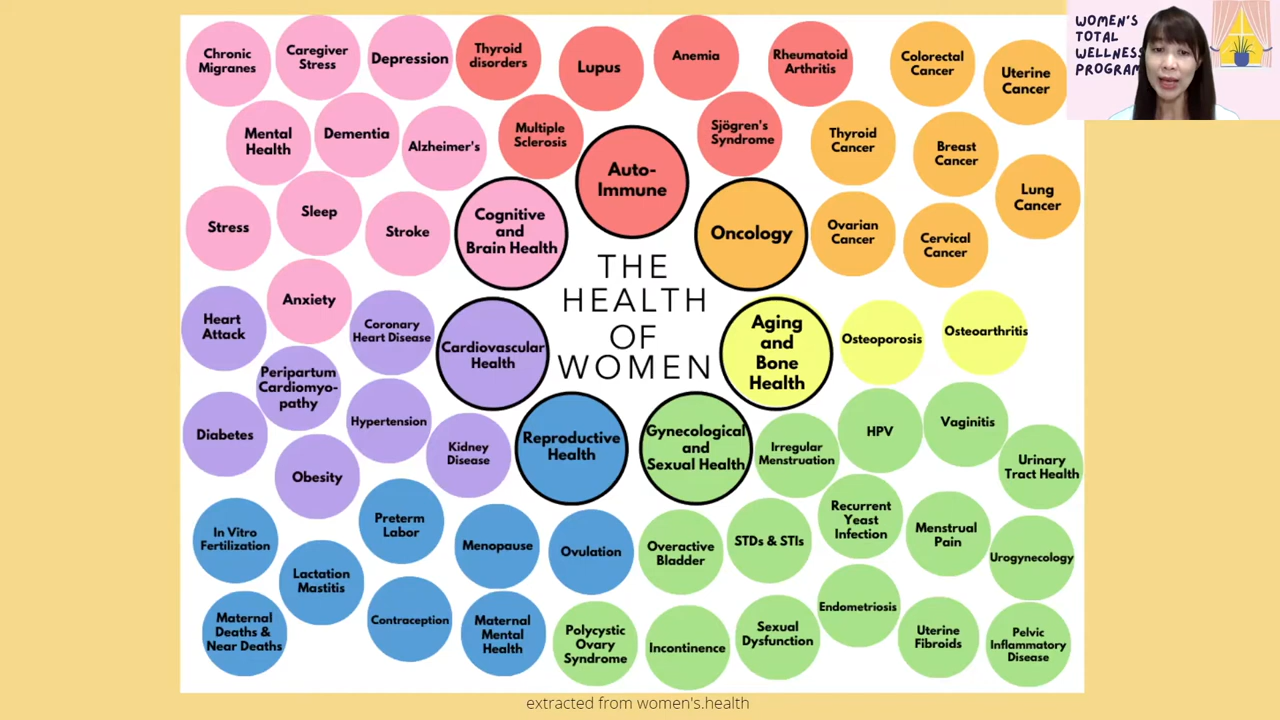 WOMEN'S
TOTAL
WELLNESS
PROGRAM
Chronic
Migranes
Caregiver
Stress
Depression
Thyroid
disorders
Lupus
Anemia
Rheumatoid
Arthritis
Colorectal
Cancer
Uterine
Cancer
Mental
Health
Dementia
Alzheimer's
Multiple
Sclerosis
Sjögren's
Syndrome
Thyroid
Cancer
Breast
Cancer
Lung
Cancer
Auto-
Immune
Stress
Sleep
Stroke
Cognitive
and
Brain Health
Oncology
Ovarian
Cancer
Cervical
Cancer
THE
HEALTH
OF
WOMEN
Anxiety
Heart
Attack
Coronary
Heart Disease
Cardiovascular
Health
Aging
and
Bone
Health
Osteoporosis
Osteoarthritis
Peripartum
Cardiomyo-
pathy
Diabetes
Hypertension
Kidney
Disease
Obesity
Reproductive
Health
Gynecological
and
Sexual Health
Irregular
Menstruation
HPV
Vaginitis
Urinary
Tract Health
In Vitro
Fertilization
Preterm
Labor
Menopause
Ovulation
Overactive
Bladder
STDs & STIs
Recurrent
Yeast
Infection
Menstrual
Pain
Urogynecology
Lactation
Mastitis
Maternal
Deaths &
Near Deaths
Contraception
Maternal
Mental
Health
Polycystic
Ovary
Syndrome
Incontinence
Sexual
Dysfunction
Endometriosis
Uterine
Fibroids
Pelvic
Inflammatory
Disease
extracted from women's.health